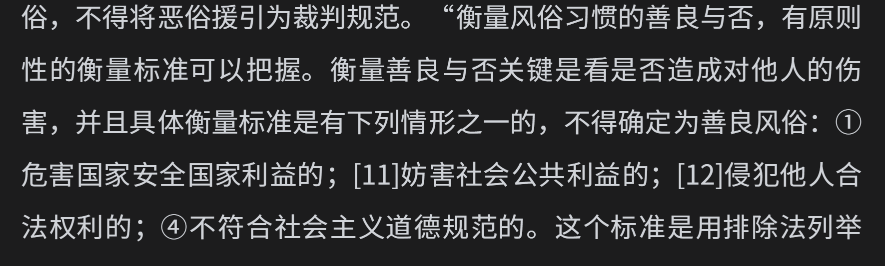 俗，不得将恶俗援引为裁判规范。 “衡量风俗习惯的善良与否，有原则
性的衡量标准可以把握。衡量善良与否关键是看是否造成对他人的伤
害，并且具体衡量标准是有下列情形之一的，不得确定为善良风俗：①
危害国家安全国家利益的；[11]妨害社会公共利益的；[12]侵犯他人合
法权利的；④不符合社会主义道德规范的。这个标准是用排除法列举